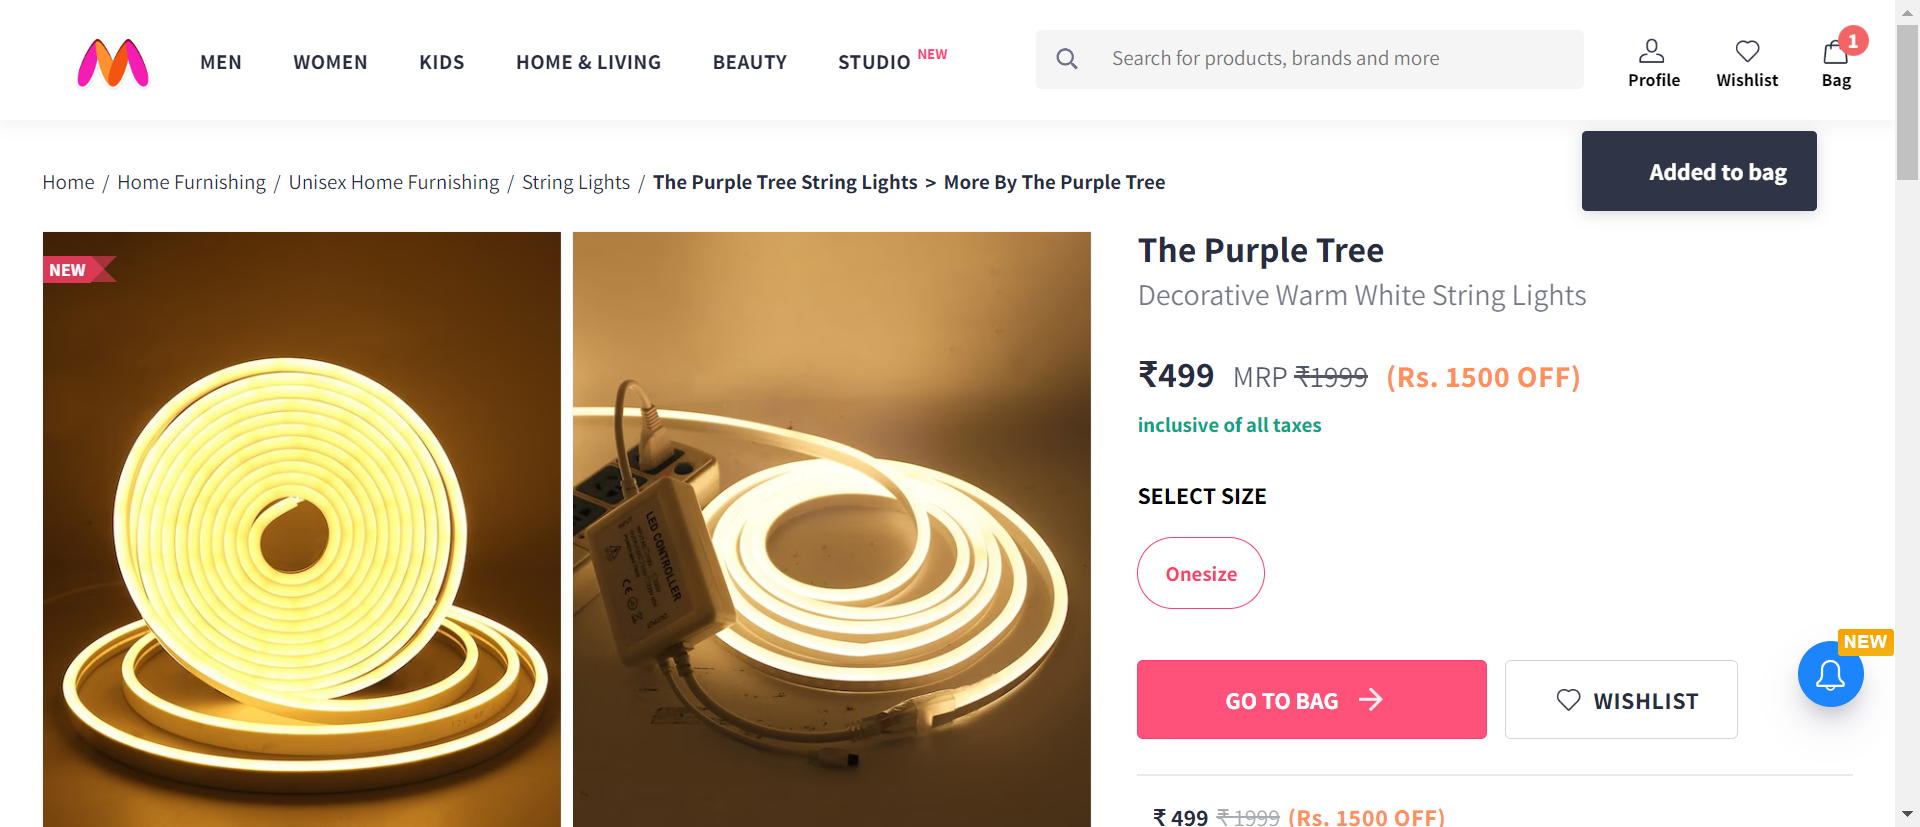 MEN WOMEN KIDS HOME & LIVING BEAUTY STUDIO NEW
Search for products, brands and more
Profile Wishlist Bag 1
Added to bag
Home / Home Furnishing / Unisex Home Furnishing / String Lights / The Purple Tree String Lights > More By The Purple Tree
NEW
LED CONTROLLER
The Purple Tree
Decorative Warm White String Lights
₹499 MRP ₹1999 (Rs. 1500 OFF)
inclusive of all taxes
SELECT SIZE
Onesize
NEW
GO TO BAG WISHLIST
₹ 499 ₹ 1999 (Rs. 1500 OFF)